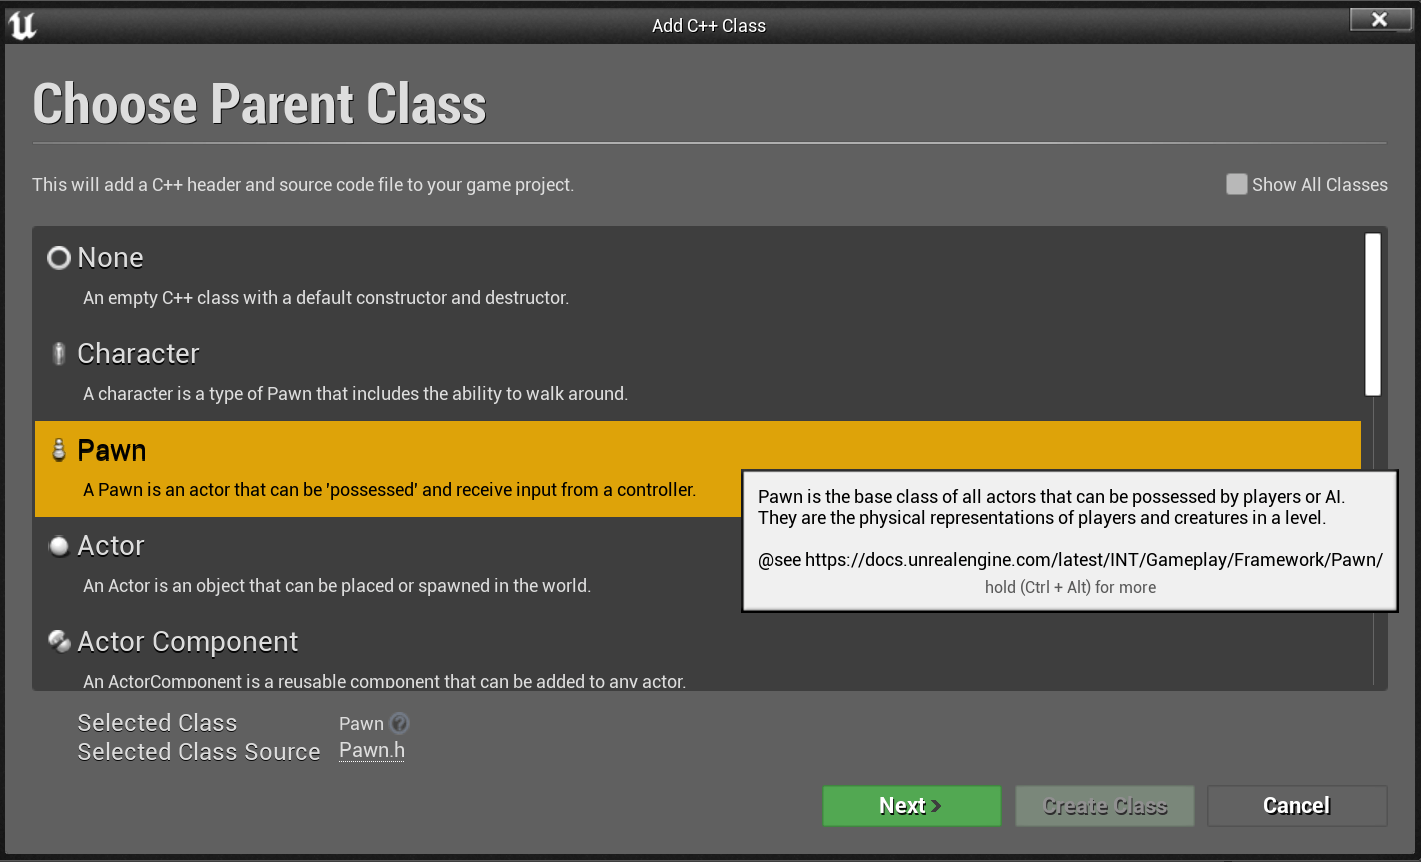 Add C++ Class
Choose Parent Class
This will add a C++ header and source code file to your game project.
Show All Classes
None
An empty C++ class with a default constructor and destructor.
Character
A character is a type of Pawn that includes the ability to walk around.
Pawn
A Pawn is an actor that can be 'possessed' and receive input from a controller.
Pawn is the base class of all actors that can be possessed by players or AI.
They are the physical representations of players and creatures in a level.
@see https://docs.unrealengine.com/latest/INT/Gameplay/Framework/Pawn/
hold (Ctrl + Alt) for more
Actor
An Actor is an object that can be placed or spawned in the world.
Actor Component
An ActorComponent is a reusable component that can be added to any actor.
Selected Class
Pawn ?
Selected Class Source
Pawn.h
Next >
Create Class
Cancel